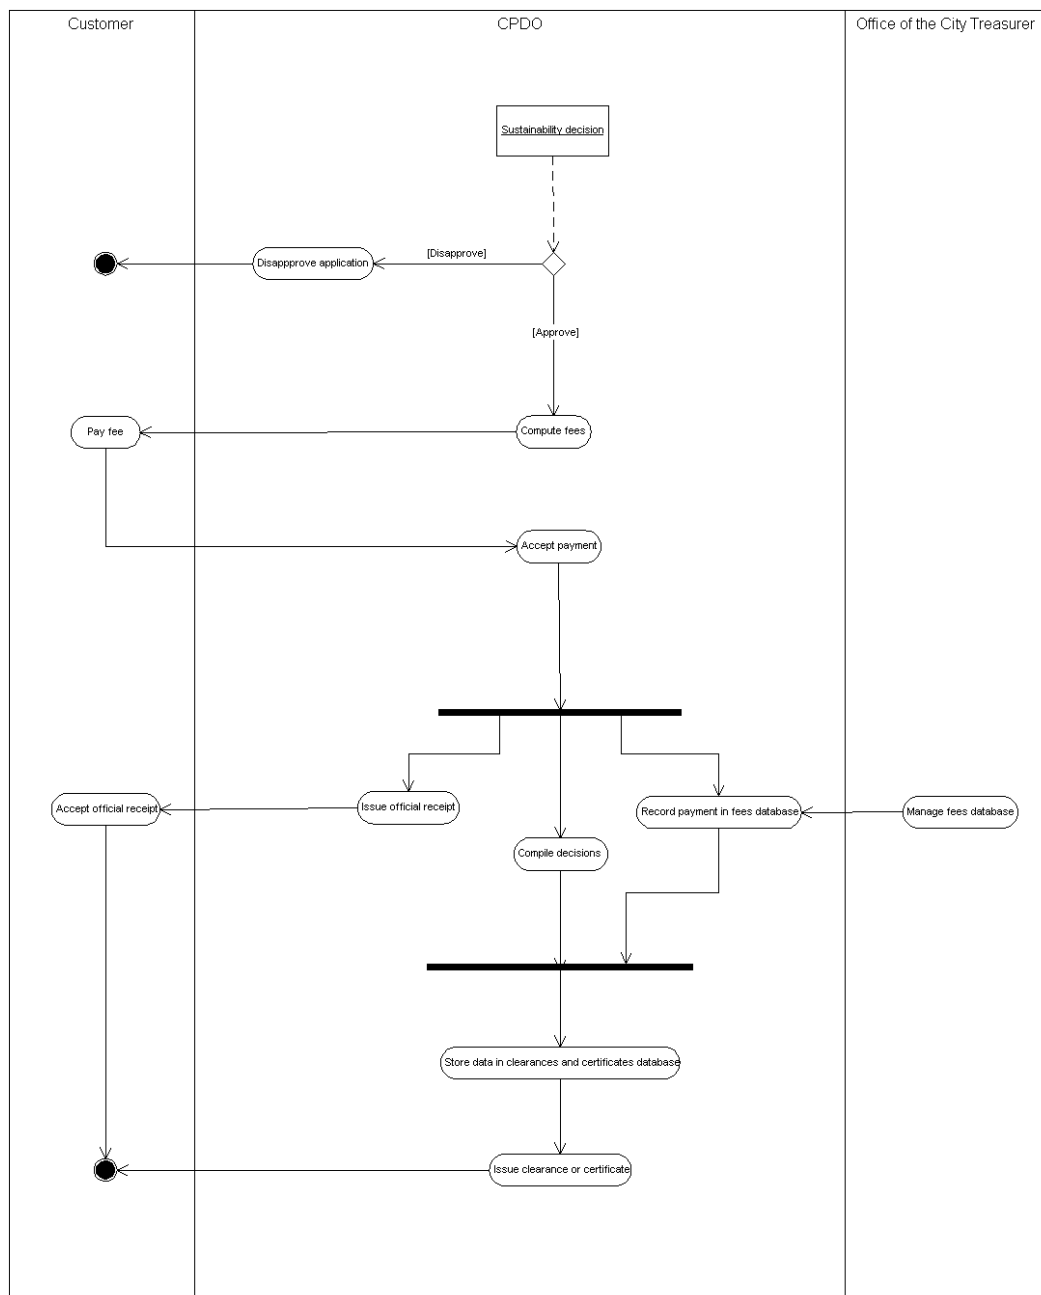 Customer
CPDO
Office of the City Treasurer
Sustainability decision
[Disapprove]
Disappprove application
[Approve]
Pay fee
Compute fees
Accept payment
Accept official receipt
Issue official receipt
Record payment in fees database
Manage fees database
Compile decisions
Store data in clearances and certificates database
Issue clearance or certificate